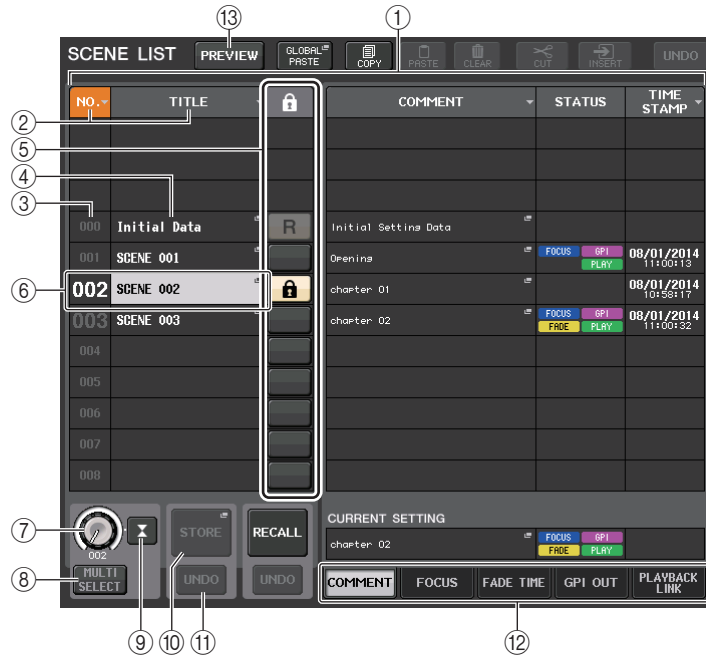 ⑬
①
SCENE LIST PREVIEW GLOBAL PASTE COPY PASTE CLEAR CUT INSERT UNDO
NO. TITLE COMMENT STATUS TIME STAMP
②
⑤
④
③
000 Initial Data R Initial Setting Data
001 SCENE 001 Opening FOCUS GPI PLAY 08/01/2014 11:00:13
⑥
002 SCENE 002 chapter 01 08/01/2014 10:58:17
003 SCENE 003 chapter 02 FOCUS GPI FADE PLAY 08/01/2014 11:00:32
004
005
006
007
008
CURRENT SETTING
⑦
002
STORE
RECALL
chapter 02 FOCUS GPI FADE PLAY
⑧
MULTI SELECT
UNDO
UNDO
COMMENT FOCUS FADE TIME GPI OUT PLAYBACK LINK
⑨
⑩
⑪
⑫